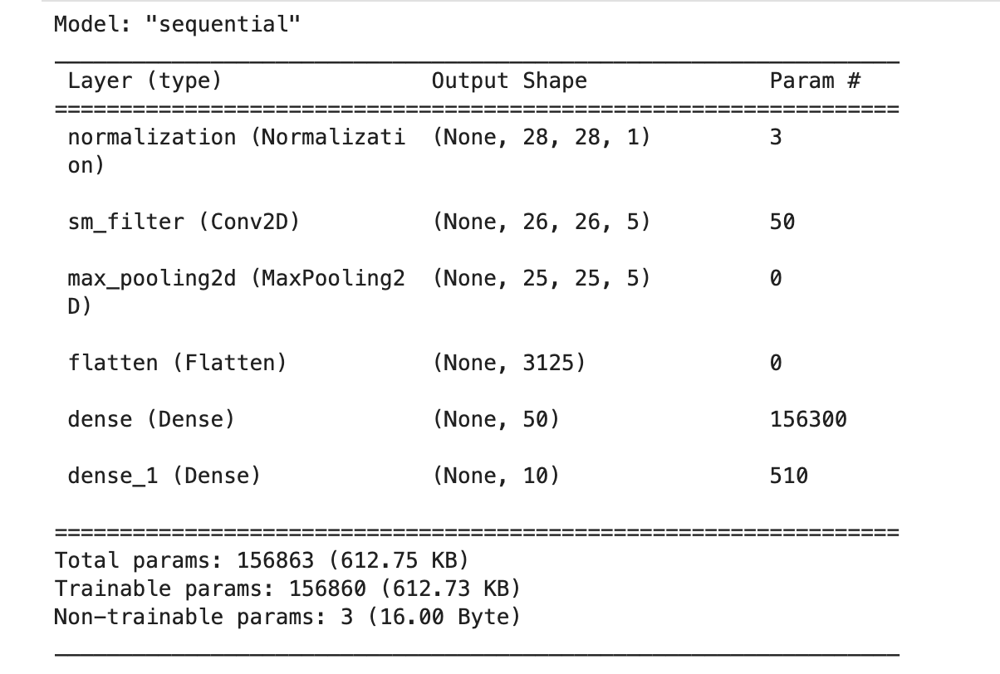 Model: "sequential"
_________________________________________________________________
Layer (type) Output Shape Param #
=================================================================
normalization (Normalizati (None, 28, 28, 1) 3
on)
sm_filter (Conv2D) (None, 26, 26, 5) 50
max_pooling2d (MaxPooling2 (None, 25, 25, 5) 0
D)
flatten (Flatten) (None, 3125) 0
dense (Dense) (None, 50) 156300
dense_1 (Dense) (None, 10) 510
=================================================================
Total params: 156863 (612.75 KB)
Trainable params: 156860 (612.73 KB)
Non-trainable params: 3 (16.00 Byte)
_________________________________________________________________